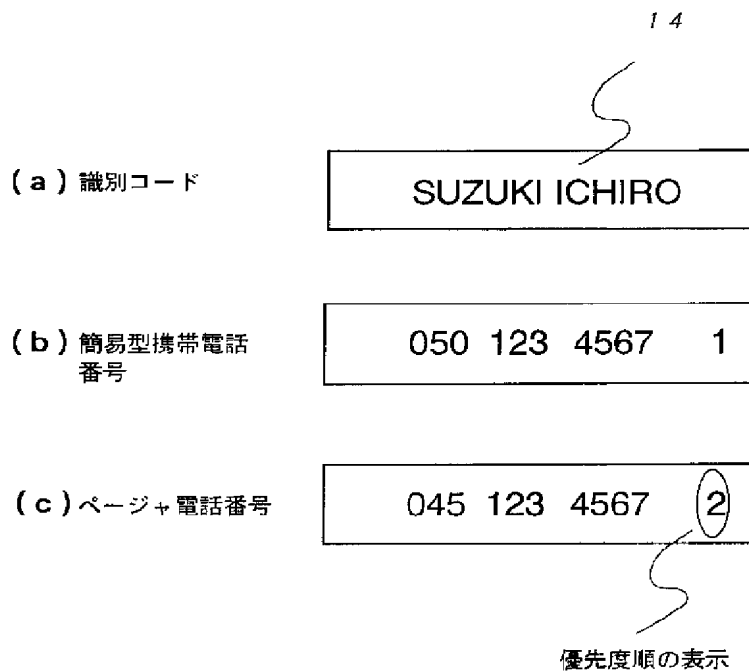 14
(a) 識別コード
SUZUKI ICHIRO
(b) 簡易型携帯電話
番号
050 123 4567 1
(c) ページャ電話番号
045 123 4567 2
優先度順の表示